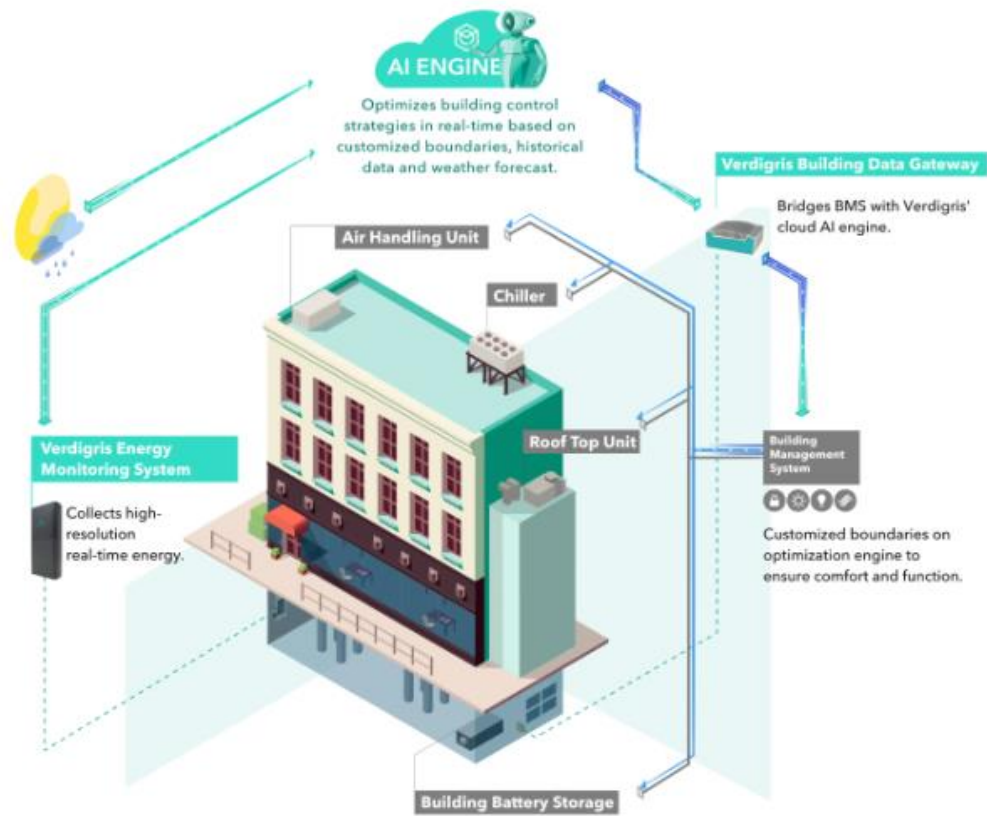 AI ENGINE
Optimizes building control
strategies in real-time based on
customized boundaries, historical
data and weather forecast.
Verdigris Building Data Gateway
Bridges BMS with Verdigris'
cloud AI engine.
Air Handling Unit
Chiller
Roof Top Unit
Building
Management
System
Customized boundaries on
optimization engine to
ensure comfort and function.
Verdigris Energy
Monitoring System
Collects high-
resolution
real-time energy.
Building Battery Storage